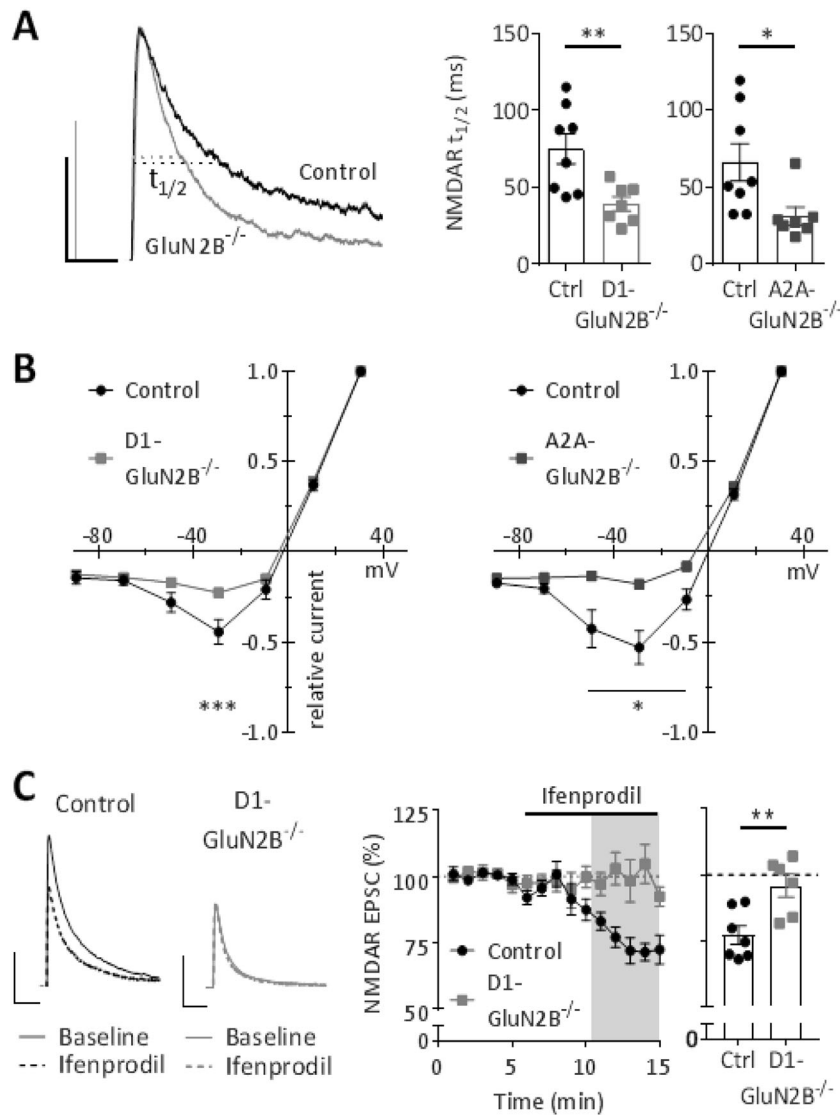 A
t1/2
Control
GluN2B-/-
NMDAR t1/2 (ms)
150
100
50
0
**
Ctrl
D1-
GluN2B-/-
150
100
50
0
*
Ctrl
A2A-
GluN2B-/-
B
Control
D1-
GluN2B-/-
1.0
0.5
-0.5
-1.0
-80
-40
40
mV
relative current
***
Control
A2A-
GluN2B-/-
1.0
0.5
-0.5
-1.0
-80
-40
40
mV
*
C
Control
D1-
GluN2B-/-
Baseline
Ifenprodil
Baseline
Ifenprodil
NMDAR EPSC (%)
125
100
75
50
0
Ifenprodil
Control
D1-
GluN2B-/-
0
5
10
15
Time (min)
**
0
Ctrl
D1-
GluN2B-/-